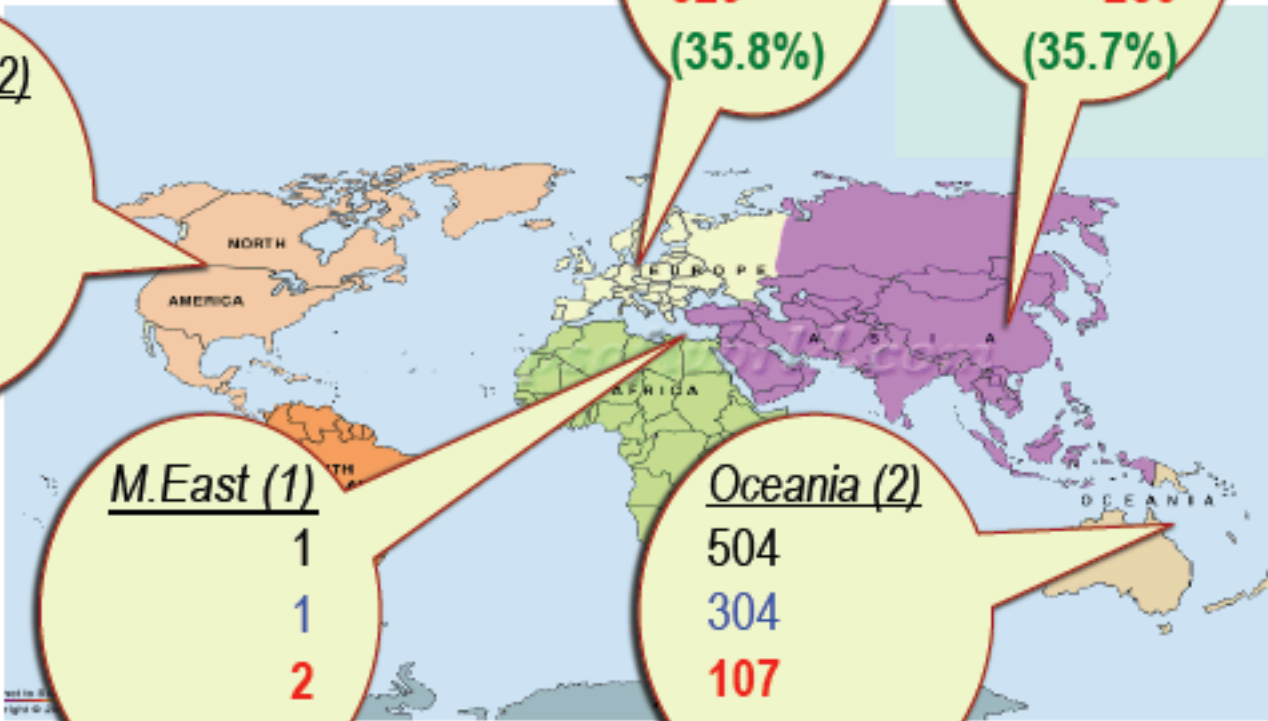 (35.8%)
(35.7%)
2)
NORTH
AMERICA
EUROPE
ASIA
AFRICA
OCEANIA
M.East (1)
1
1
2
Oceania (2)
504
304
107